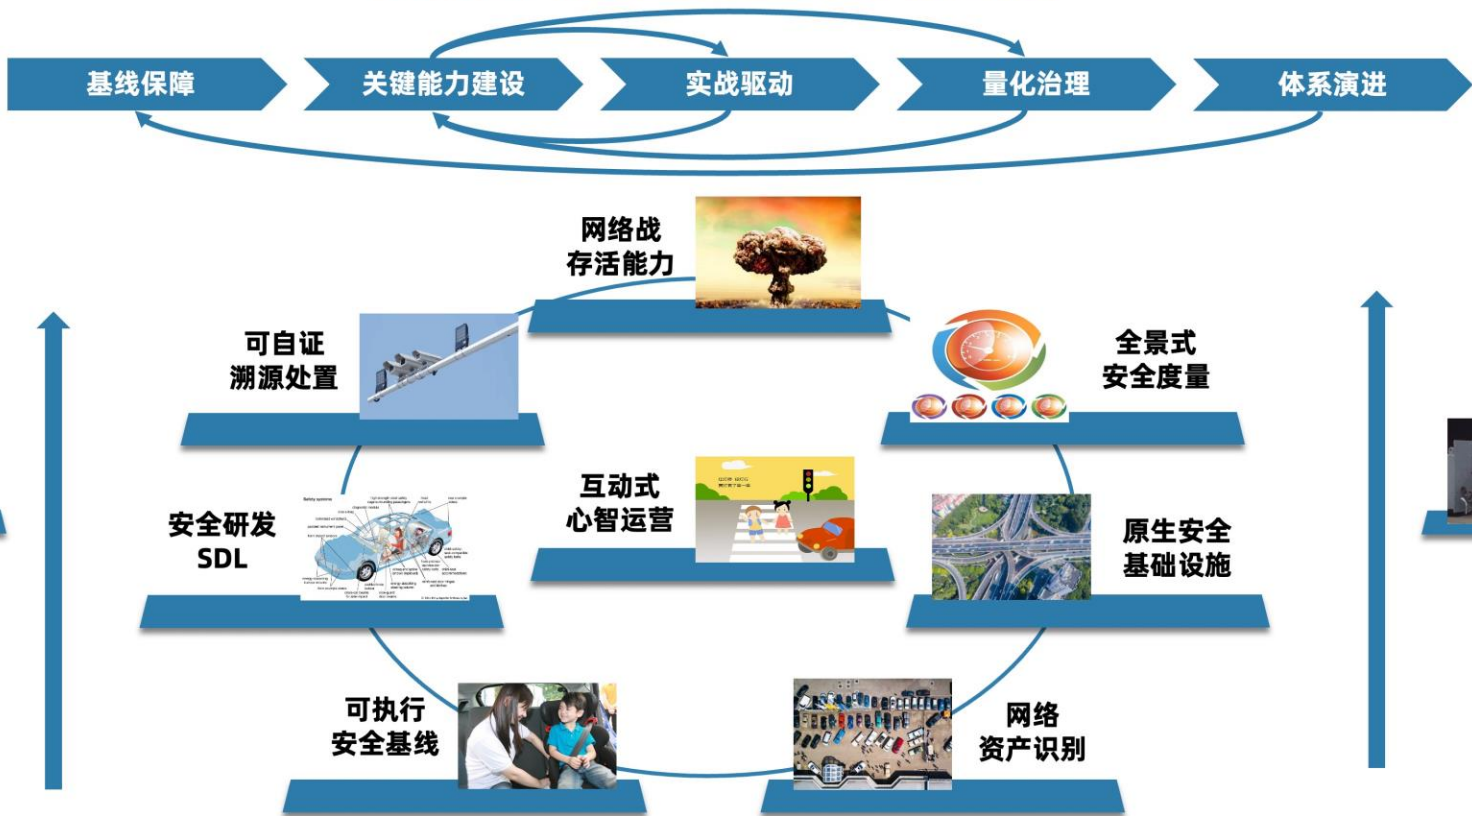 基线保障
关键能力建设
实战驱动
量化治理
体系演进
网络战
存活能力
可自证
溯源处置
全景式
安全度量
安全研发
SDL
Safety systems
互动式
心智运营
原生安全
基础设施
可执行
安全基线
网络
资产识别